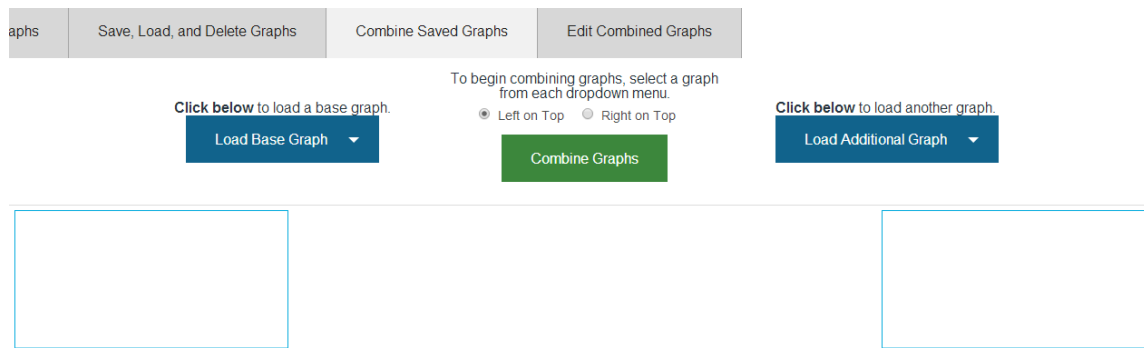 aphs
Save, Load, and Delete Graphs
Combine Saved Graphs
Edit Combined Graphs
To begin combining graphs, select a graph
from each dropdown menu.
Click below to load a base graph.
Left on Top
Right on Top
Click below to load another graph.
Load Base Graph
Combine Graphs
Load Additional Graph